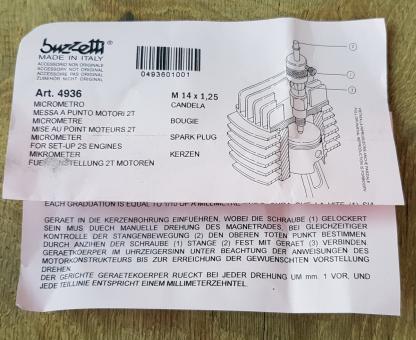 buzzetti
MADE IN ITALY
ACCESSORIO NON ORIGINALE
ACCESSORY NOT ORIGINAL
ACCESSOIRE PAS ORIGINAL
ZUBEHÖR NICHT ORIGINAL
0493601001
Art. 4936
M 14 x 1,25
MICROMETRO
CANDELA
MESSA A PUNTO MOTORI 2T
MICROMETRE
BOUGIE
MISE AU POINT MOTEURS 2T
MICROMETER
SPARK PLUG
FOR SET-UP 2S ENGINES
MIKROMETER
KERZEN
EINSTELLUNG 2T MOTOREN
EACH GRADUATION IS EQUAL TO 1/10 OF A MILLIMETRE
GERAET IN DIE KERZENBOHRUNG EINFUEHREN, WOBEI DIE SCHRAUBE (1) GELOCKERT
SEIN MUS DUECH MANUELLE DREHUNG DES MAGNETRADES, BEI GLEICHZEITIGER
KONTROLLE DER STANGENBEWEGUNG (2) DEN OBEREN TOTEN PUNKT BESTIMMEN.
DURCH ANZIHEN DER SCHRAUBE (1) STANGE (2) FEST MIT GERAET (3) VERBINDEN
GERAETKOERPER IM UHRZEIGERSINN UNTER BEACHTUNG DER ANWEISUNGEN DES
MOTORKONSTRUKTEURS BIS ZUR ERREICHUNG DER GEWUENSCHTEN VORSTELLUNG
DREHEN
DER GERICHTE GERAETEKOERPER RUECKT BEI JEDER DREHUNG UM mm. 1 VOR, UND
JEDE TEILLINIE ENTSPRICHT EINEM MILLIMETERZEHNTEL.